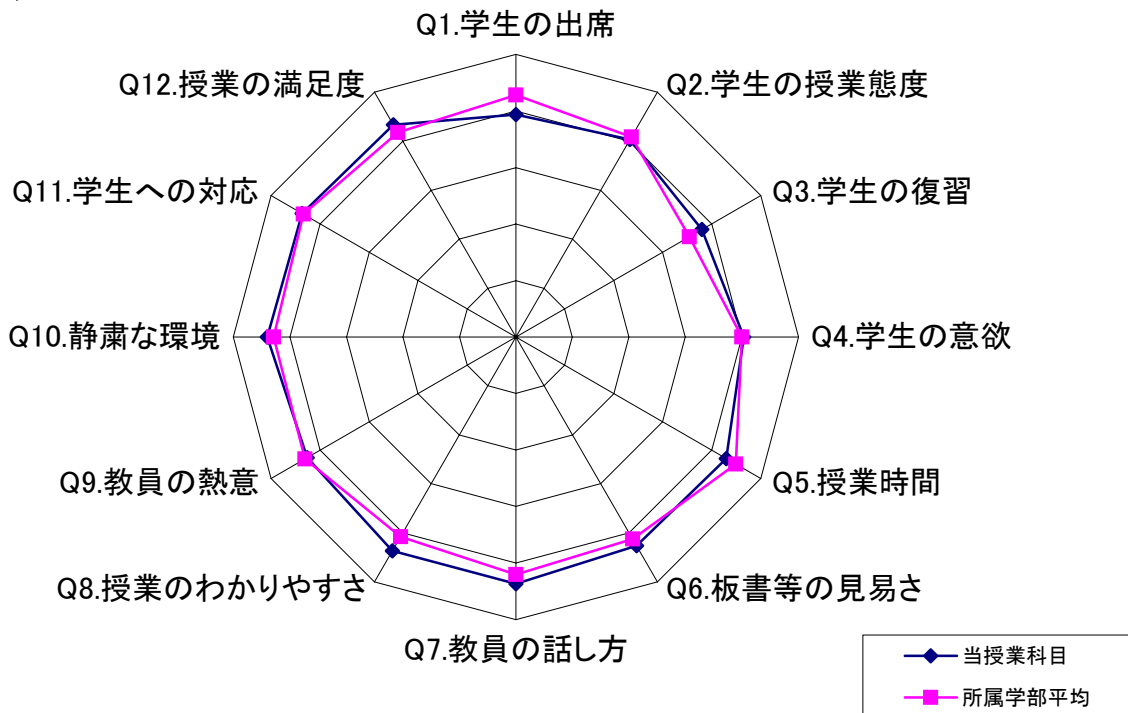 Q1.学生の出席
Q2.学生の授業態度
Q3.学生の復習
Q4.学生の意欲
Q5.授業時間
Q6.板書等の見易さ
Q7.教員の話し方
Q8.授業のわかりやすさ
Q9.教員の熱意
Q10.静粛な環境
Q11.学生への対応
Q12.授業の満足度
当授業科目
所属学部平均